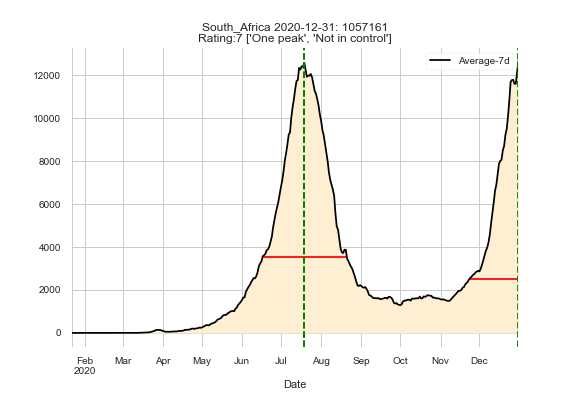 South_Africa 2020-12-31: 1057161
Rating:7 ['One peak', 'Not in control']
Average-7d
12000
10000
8000
6000
4000
2000
0
Feb Mar Apr May Jun Jul Aug Sep Oct Nov Dec
2020
Date